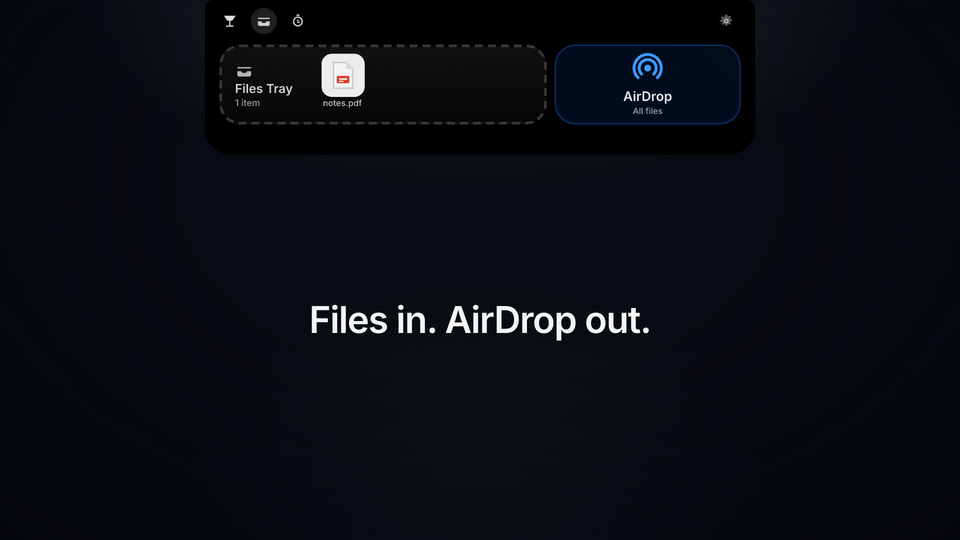 Files Tray
1 item
notes.pdf
AirDrop
All files
Files in. AirDrop out.